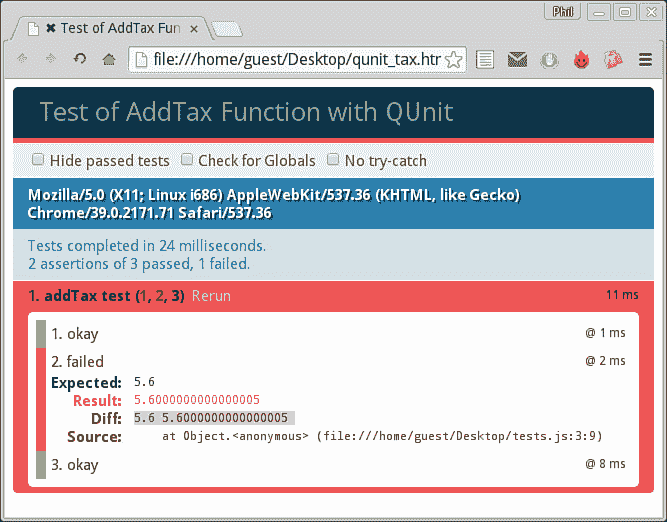 Phil
✖ Test of AddTax Fun
file:///home/guest/Desktop/qunit_tax.htm
Test of AddTax Function with QUnit
Hide passed tests Check for Globals No try-catch
Mozilla/5.0 (X11; Linux i686) AppleWebKit/537.36 (KHTML, like Gecko)
Chrome/39.0.2171.71 Safari/537.36
Tests completed in 24 milliseconds.
2 assertions of 3 passed, 1 failed.
1. addTax test (1, 2, 3) Rerun 11 ms
1. okay @ 1 ms
2. failed @ 2 ms
Expected: 5.6
Result: 5.6000000000000005
Diff: 5.6 5.6000000000000005
Source: at Object.<anonymous> (file:///home/guest/Desktop/tests.js:3:9)
3. okay @ 8 ms